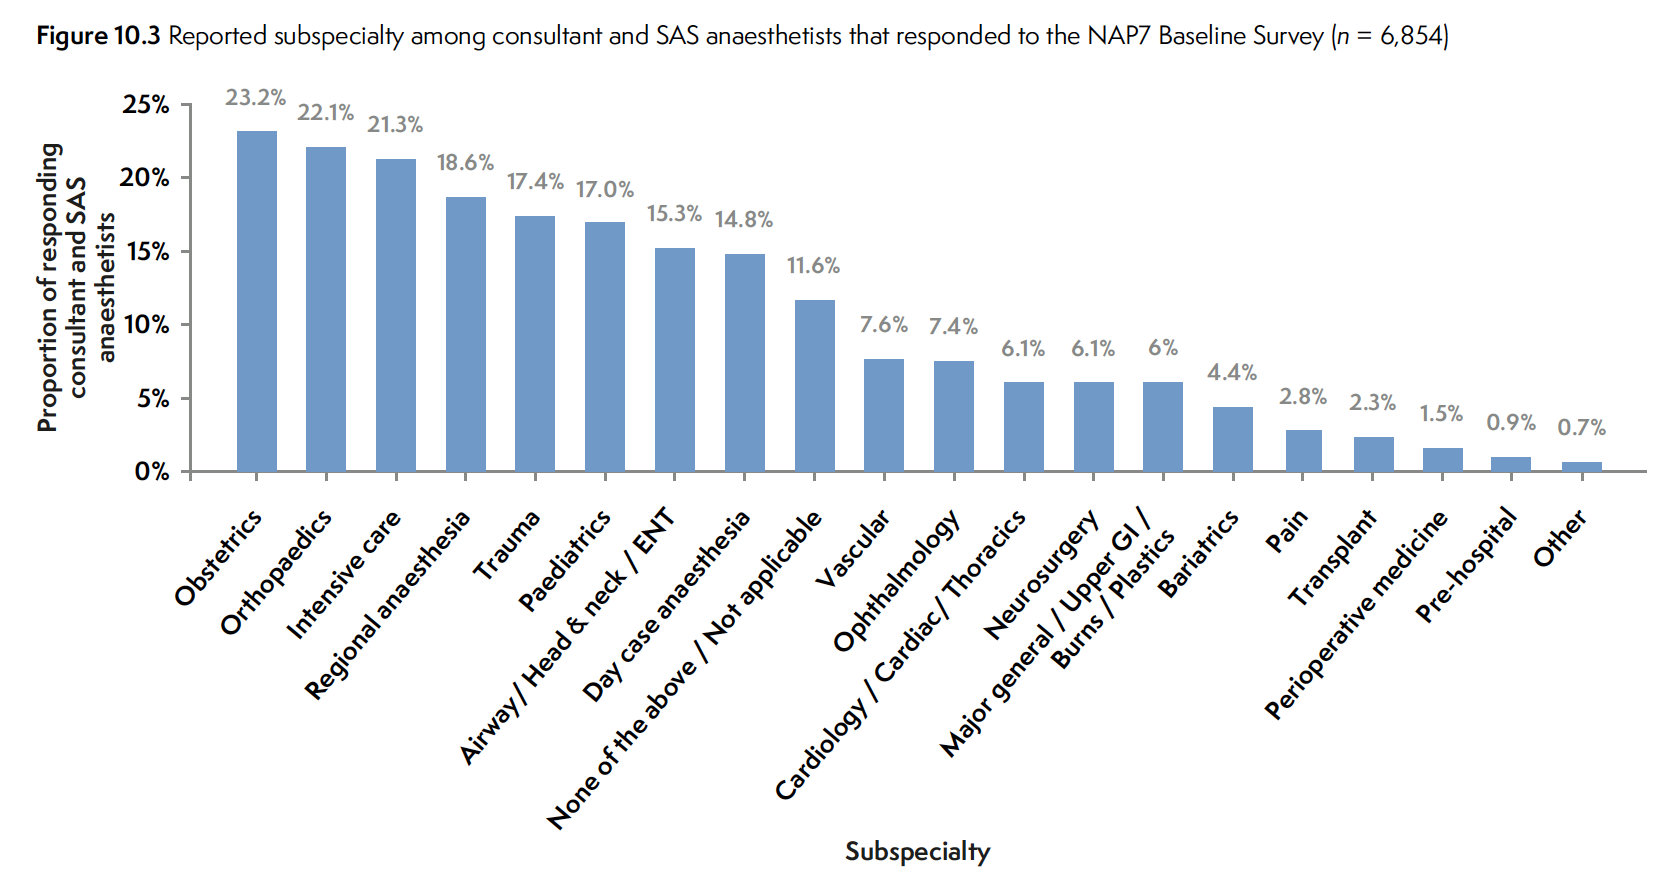 Figure 10.3 Reported subspecialty among consultant and SAS anaesthetists that responded to the NAP7 Baseline Survey (n = 6,854)
Proportion of responding
consultant and SAS
anaesthetists
25%
20%
15%
10%
5%
0%
23.2%
22.1%
21.3%
18.6%
17.4%
17.0%
15.3%
14.8%
11.6%
7.6%
7.4%
6.1%
6.1%
6%
4.4%
2.8%
2.3%
1.5%
0.9%
0.7%
Obstetrics
Orthopaedics
Intensive care
Regional anaesthesia
Trauma
Paediatrics
Airway / Head & neck / ENT
Day case anaesthesia
None of the above / Not applicable
Vascular
Ophthalmology
Cardiology / Cardiac / Thoracics
Neurosurgery
Major general / Upper GI /
Burns / Plastics
Bariatrics
Pain
Transplant
Perioperative medicine
Pre-hospital
Other
Subspecialty